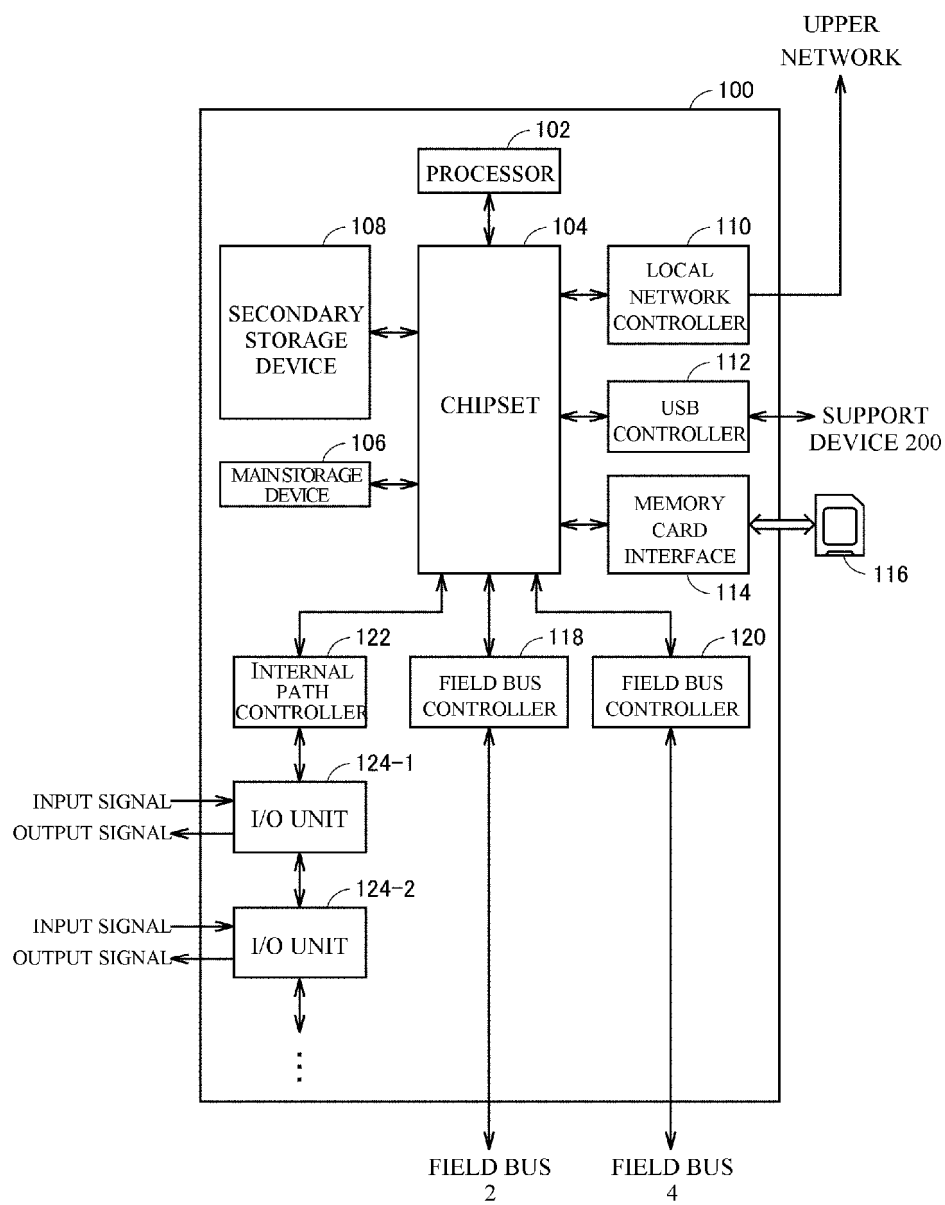 UPPER
NETWORK
100
102
PROCESSOR
108
104
110
SECONDARY
STORAGE
DEVICE
CHIPSET
LOCAL
NETWORK
CONTROLLER
112
USB
CONTROLLER
SUPPORT
DEVICE 200
106
MAIN STORAGE
DEVICE
MEMORY
CARD
INTERFACE
114
116
122
118
120
INTERNAL
PATH
CONTROLLER
FIELD BUS
CONTROLLER
FIELD BUS
CONTROLLER
124-1
INPUT SIGNAL
OUTPUT SIGNAL
I/O UNIT
124-2
INPUT SIGNAL
OUTPUT SIGNAL
I/O UNIT
⋮
FIELD BUS
2
FIELD BUS
4